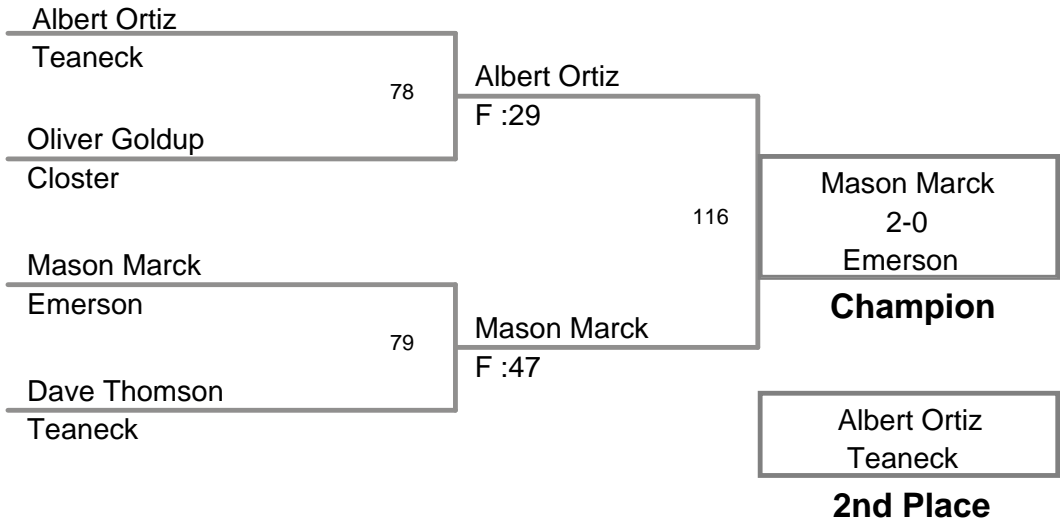 Albert Ortiz
Teaneck
78
Oliver Goldup
Closter
Mason Marck
Emerson
79
Dave Thomson
Teaneck
Albert Ortiz
F :29
116
Mason Marck
F :47
Mason Marck
2-0
Emerson
Champion
Albert Ortiz
Teaneck
2nd Place